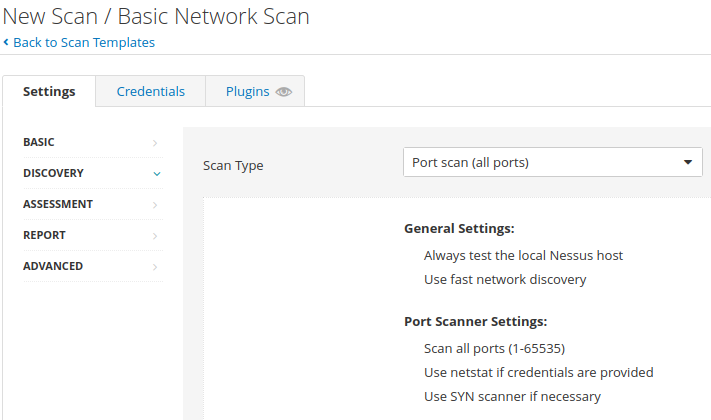 New Scan / Basic Network Scan
Back to Scan Templates
Settings
Credentials
Plugins
BASIC
DISCOVERY
ASSESSMENT
REPORT
ADVANCED
Scan Type
Port scan (all ports)
General Settings:
Always test the local Nessus host
Use fast network discovery
Port Scanner Settings:
Scan all ports (1-65535)
Use netstat if credentials are provided
Use SYN scanner if necessary